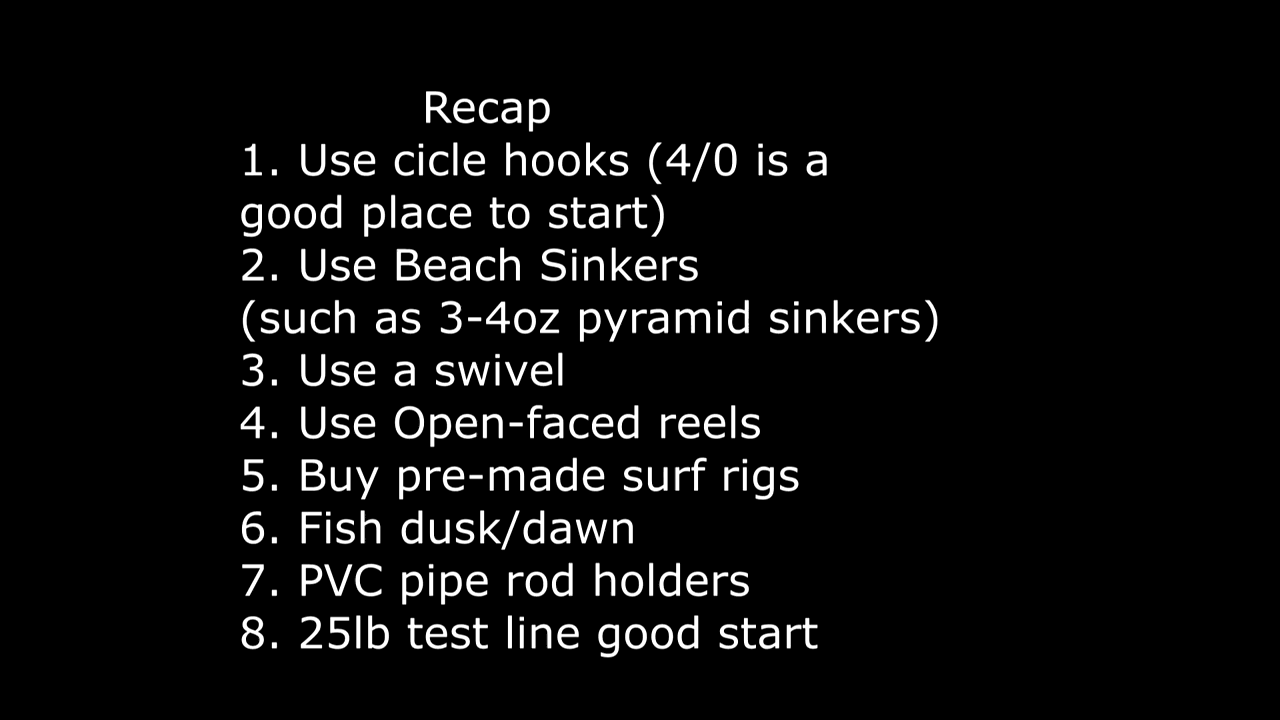 Recap
1. Use cicle hooks (4/0 is a
good place to start)
2. Use Beach Sinkers
(such as 3-4oz pyramid sinkers)
3. Use a swivel
4. Use Open-faced reels
5. Buy pre-made surf rigs
6. Fish dusk/dawn
7. PVC pipe rod holders
8. 25lb test line good start